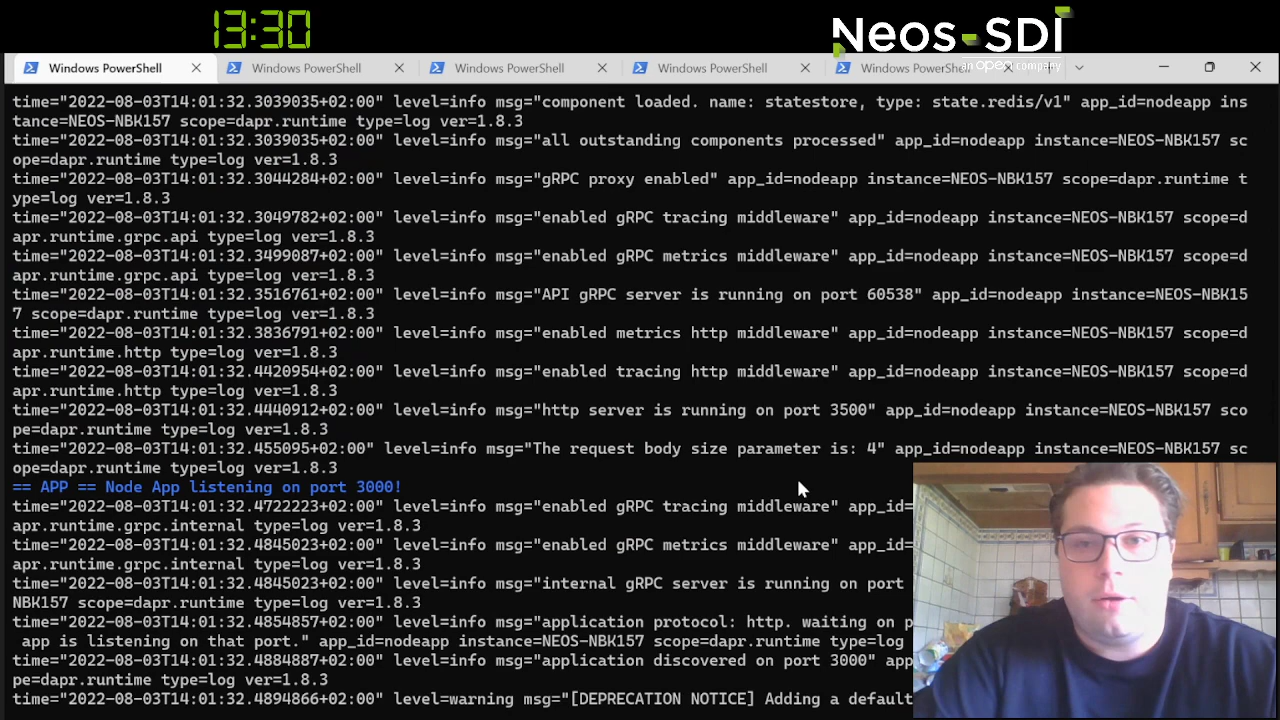 13:30
Neos-SDI
an open company
Windows PowerShell
Windows PowerShell
Windows PowerShell
Windows PowerShell
Windows PowerShell
time="2022-08-03T14:01:32.3039035+02:00" level=info msg="component loaded. name: statestore, type: state.redis/v1" app_id=nodeapp ins
tance=NEOS-NBK157 scope=dapr.runtime type=log ver=1.8.3
time="2022-08-03T14:01:32.3039035+02:00" level=info msg="all outstanding components processed" app_id=nodeapp instance=NEOS-NBK157 sc
ope=dapr.runtime type=log ver=1.8.3
time="2022-08-03T14:01:32.3044284+02:00" level=info msg="gRPC proxy enabled" app_id=nodeapp instance=NEOS-NBK157 scope=dapr.runtime t
ype=log ver=1.8.3
time="2022-08-03T14:01:32.3049782+02:00" level=info msg="enabled gRPC tracing middleware" app_id=nodeapp instance=NEOS-NBK157 scope=d
apr.runtime.grpc.api type=log ver=1.8.3
time="2022-08-03T14:01:32.3499087+02:00" level=info msg="enabled gRPC metrics middleware" app_id=nodeapp instance=NEOS-NBK157 scope=d
apr.runtime.grpc.api type=log ver=1.8.3
time="2022-08-03T14:01:32.3516761+02:00" level=info msg="API gRPC server is running on port 60538" app_id=nodeapp instance=NEOS-NBK15
7 scope=dapr.runtime type=log ver=1.8.3
time="2022-08-03T14:01:32.3836791+02:00" level=info msg="enabled metrics http middleware" app_id=nodeapp instance=NEOS-NBK157 scope=d
apr.runtime.http type=log ver=1.8.3
time="2022-08-03T14:01:32.4420954+02:00" level=info msg="enabled tracing http middleware" app_id=nodeapp instance=NEOS-NBK157 scope=d
apr.runtime.http type=log ver=1.8.3
time="2022-08-03T14:01:32.4440912+02:00" level=info msg="http server is running on port 3500" app_id=nodeapp instance=NEOS-NBK157 sco
pe=dapr.runtime type=log ver=1.8.3
time="2022-08-03T14:01:32.455095+02:00" level=info msg="The request body size parameter is: 4" app_id=nodeapp instance=NEOS-NBK157 sc
ope=dapr.runtime type=log ver=1.8.3
== APP == Node App listening on port 3000!
time="2022-08-03T14:01:32.4722223+02:00" level=info msg="enabled gRPC tracing middleware" app_id=
apr.runtime.grpc.internal type=log ver=1.8.3
time="2022-08-03T14:01:32.4845023+02:00" level=info msg="enabled gRPC metrics middleware" app_id=
apr.runtime.grpc.internal type=log ver=1.8.3
time="2022-08-03T14:01:32.4845023+02:00" level=info msg="internal gRPC server is running on port
NBK157 scope=dapr.runtime type=log ver=1.8.3
time="2022-08-03T14:01:32.4854857+02:00" level=info msg="application protocol: http. waiting on p
app is listening on that port." app_id=nodeapp instance=NEOS-NBK157 scope=dapr.runtime type=log
time="2022-08-03T14:01:32.4884887+02:00" level=info msg="application discovered on port 3000" app
pe=dapr.runtime type=log ver=1.8.3
time="2022-08-03T14:01:32.4894866+02:00" level=warning msg="[DEPRECATION NOTICE] Adding a default